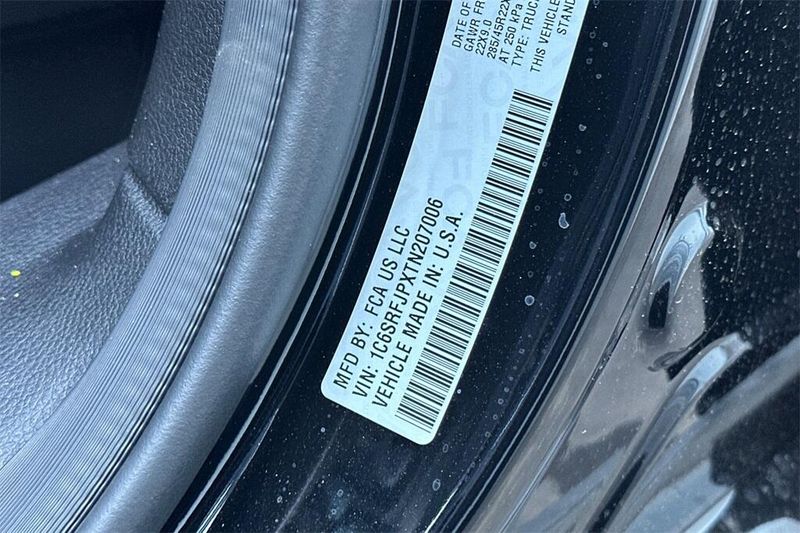 MFD BY: FCA US LLC
VIN: 1C6SRFJPXTN207006
VEHICLE MADE IN: U.S.A.
DATE OF
GAWR FR
22X9.0
285/45R22X
AT 250 kPa
TYPE: TRUC
THIS VEHICLE
STAND